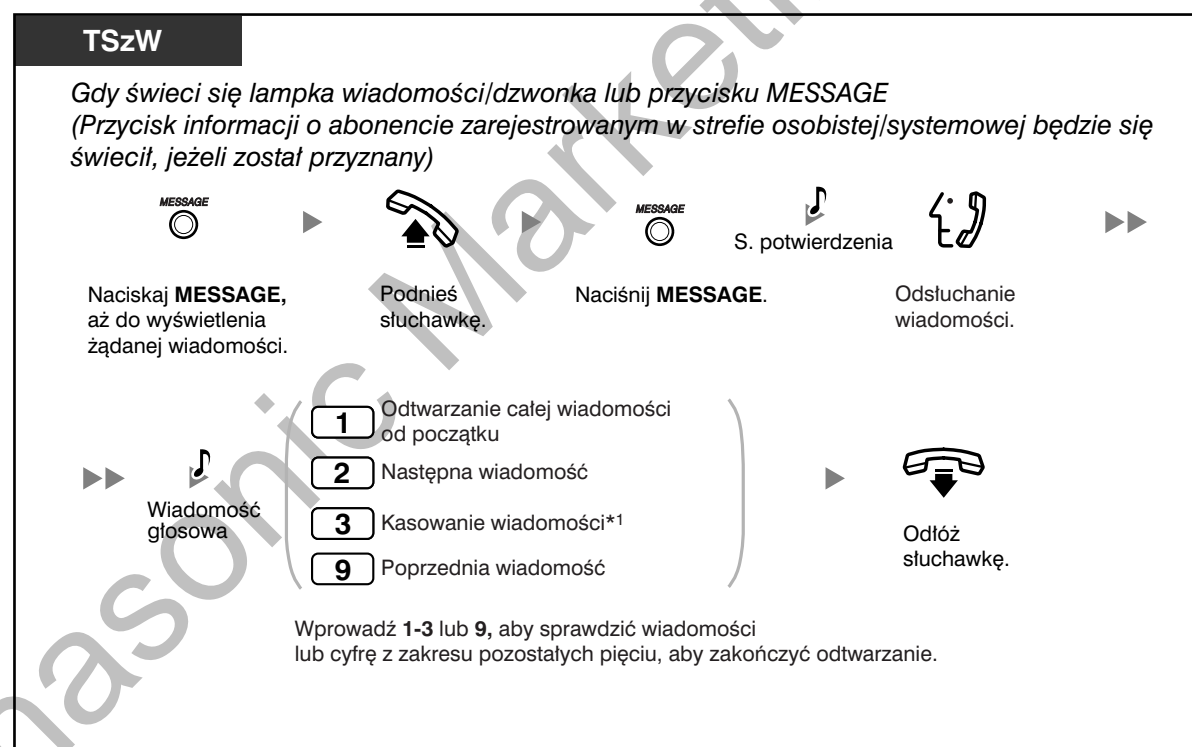 TSzW
Gdy świeci się lampka wiadomości/dzwonka lub przycisku MESSAGE
(Przycisk informacji o abonencie zarejestrowanym w strefie osobistej/systemowej będzie się
świecił, jeżeli został przyznany)
MESSAGE
MESSAGE
S. potwierdzenia
Naciskaj MESSAGE,
aż do wyświetlenia
żądanej wiadomości.
Podnieś
słuchawkę.
Naciśnij MESSAGE.
Odsłuchanie
wiadomości.
Wiadomość
głosowa
1 Odtwarzanie całej wiadomości
od początku
2 Następna wiadomość
3 Kasowanie wiadomości*1
9 Poprzednia wiadomość
Odłóż
słuchawkę.
Wprowadź 1-3 lub 9, aby sprawdzić wiadomości
lub cyfrę z zakresu pozostałych pięciu, aby zakończyć odtwarzanie.
nasonic Marketi